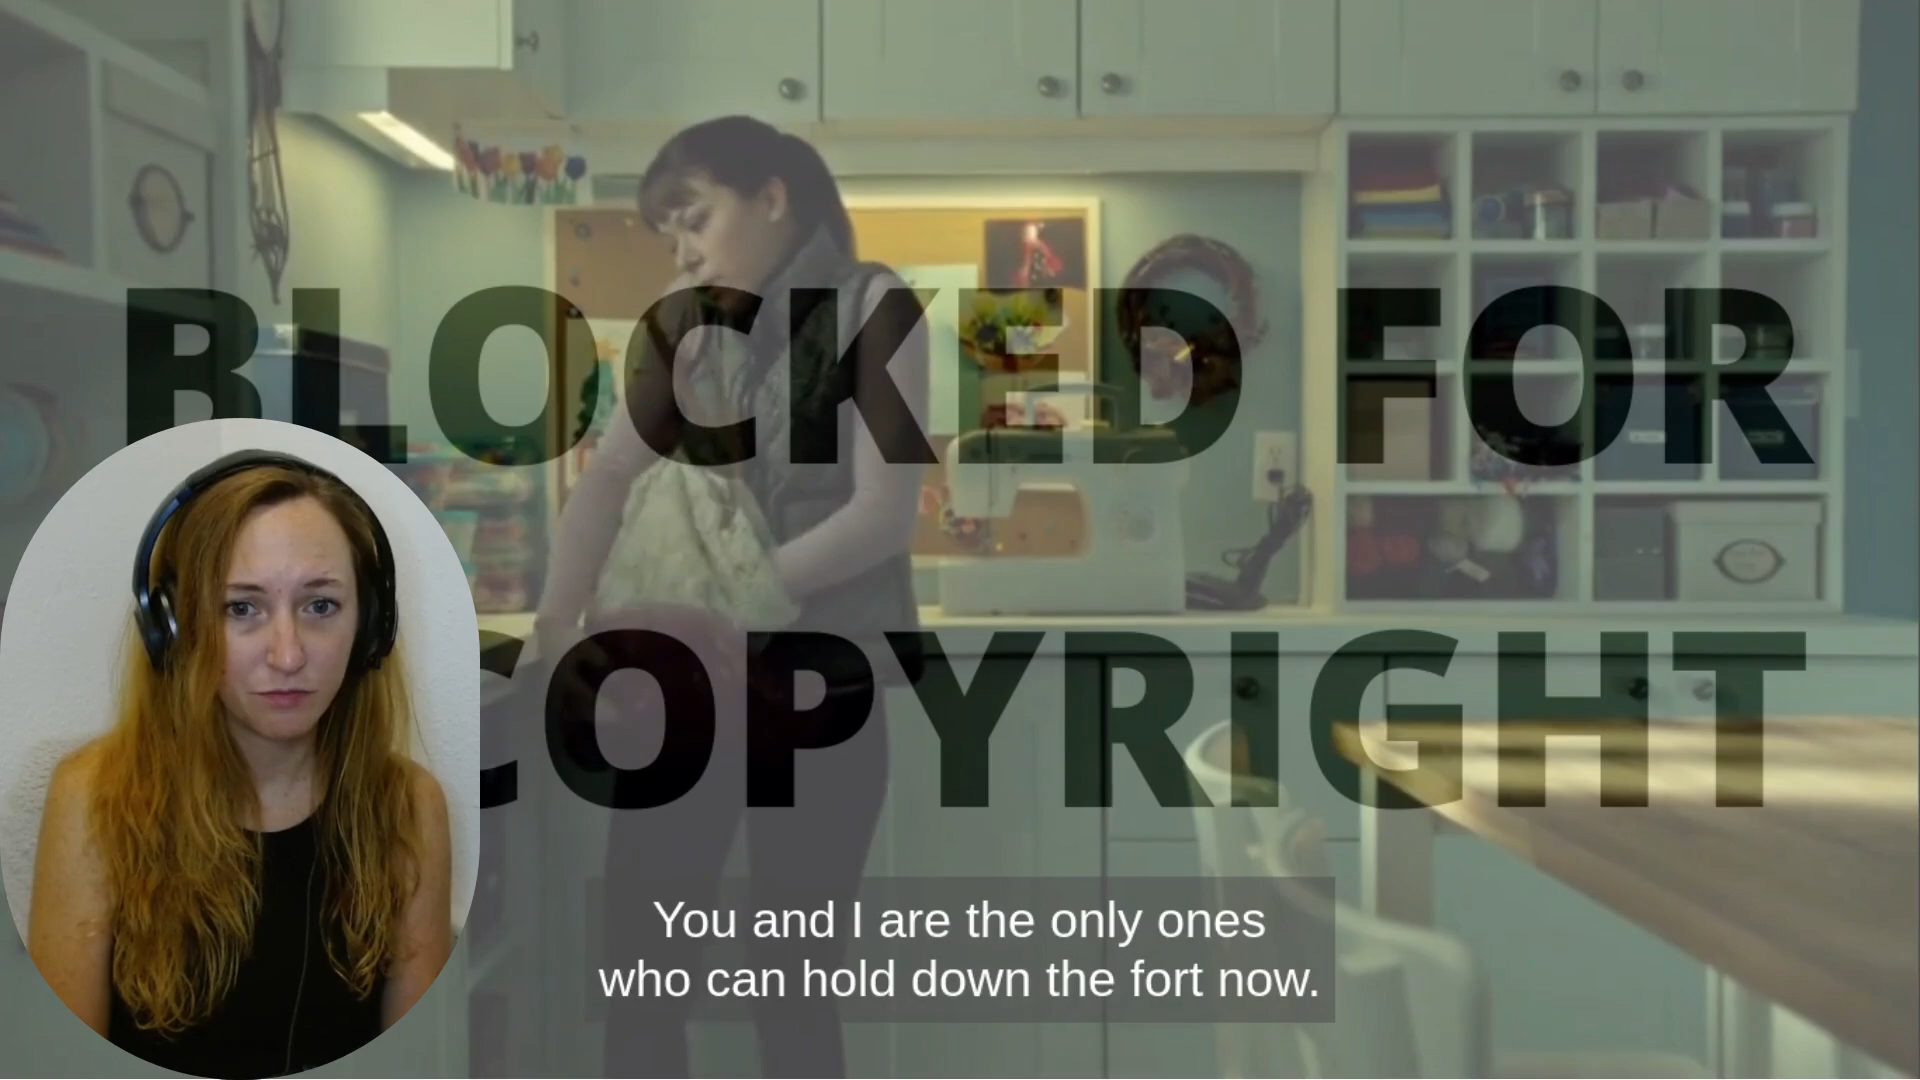 BLOCKED FOR
COPYRIGHT
You and I are the only ones
who can hold down the fort now.